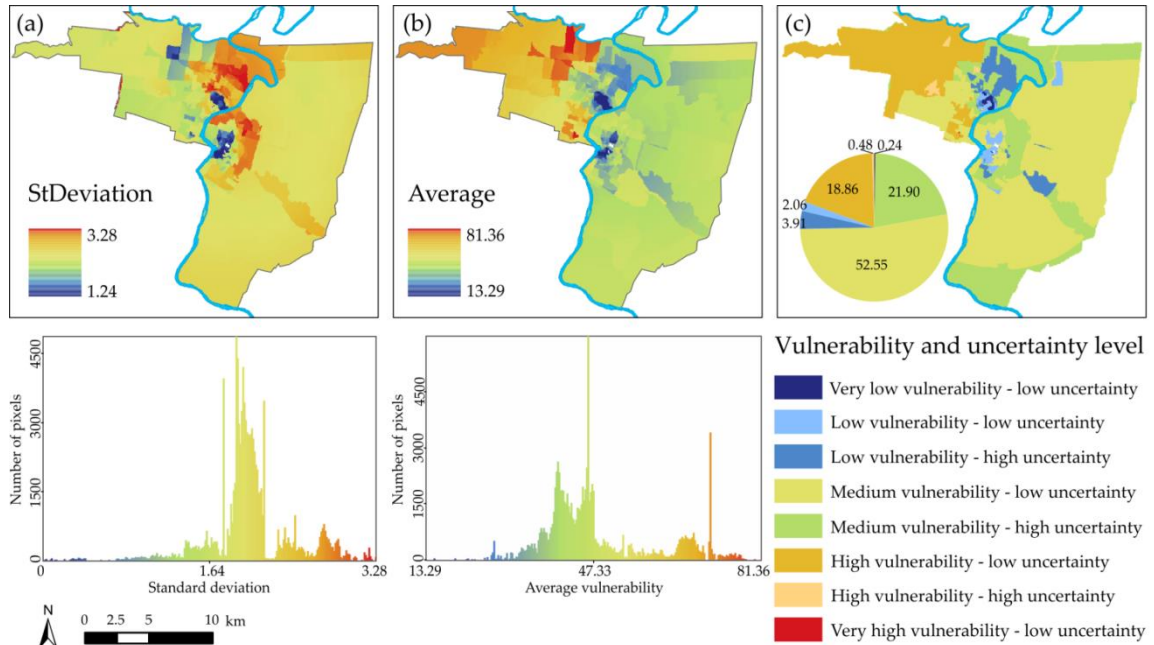 (a)
StDeviation
3.28
1.24
(b)
Average
81.36
13.29
(c)
0.48
0.24
18.86
21.90
2.06
3.91
52.55
Number of pixels
4500
3000
1500
0
0
1.64
3.28
Standard deviation
Number of pixels
4500
3000
1500
0
13.29
47.33
81.36
Average vulnerability
Vulnerability and uncertainty level
Very low vulnerability - low uncertainty
Low vulnerability - low uncertainty
Low vulnerability - high uncertainty
Medium vulnerability - low uncertainty
Medium vulnerability - high uncertainty
High vulnerability - low uncertainty
High vulnerability - high uncertainty
Very high vulnerability - low uncertainty
N
0 2.5 5 10 km